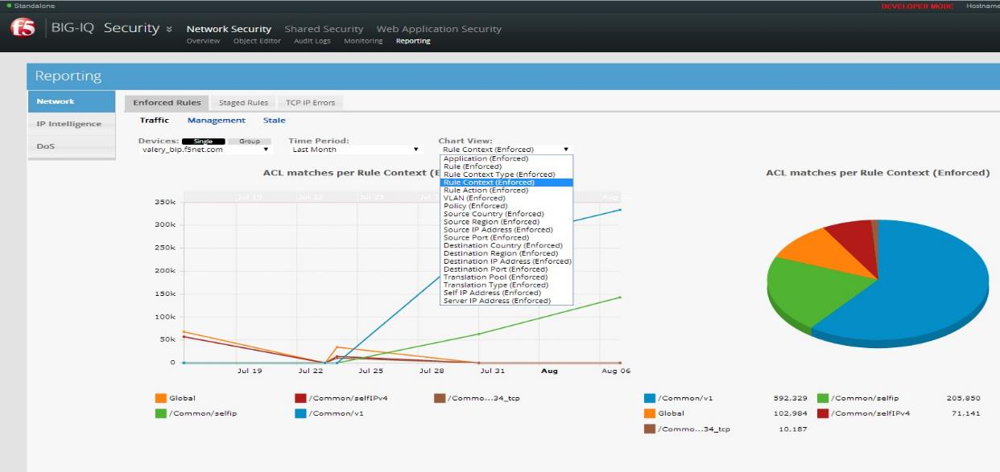 Standalone DEVELOPER MODE Hostname
f5 BIG-IQ Security Network Security Shared Security Web Application Security
Overview Object Editor Audit Logs Monitoring Reporting
Reporting
Network
IP Intelligence
DoS
Enforced Rules Staged Rules TCP IP Errors
Traffic Management Stale
Devices: Single Group Time Period: Chart View:
valery_bip.f5net.com Last Month Rule Context (Enforced)
Application (Enforced)
Rule (Enforced)
Rule Context Type (Enforced)
Rule Context (Enforced)
Rule Action (Enforced)
VLAN (Enforced)
Policy (Enforced)
Source Country (Enforced)
Source Region (Enforced)
Source IP Address (Enforced)
Source Port (Enforced)
Destination Country (Enforced)
Destination Region (Enforced)
Destination IP Address (Enforced)
Destination Port (Enforced)
Translation Pool (Enforced)
Translation Type (Enforced)
Self IP Address (Enforced)
Server IP Address (Enforced)
ACL matches per Rule Context (E
Jul 19 Jul 22 Jul 25
350k
300k
250k
200k
150k
100k
50k
0
Jul 19 Jul 22 Jul 25 Jul 28 Jul 31 Aug Aug 06
Global /Common/selfIPv4 /Commo...34_tcp
/Common/selfip /Common/v1
ACL matches per Rule Context (Enforced)
/Common/v1 592,329 /Common/selfip 205,850
Global 102,984 /Common/selfIPv4 71,141
/Commo...34_tcp 10,187